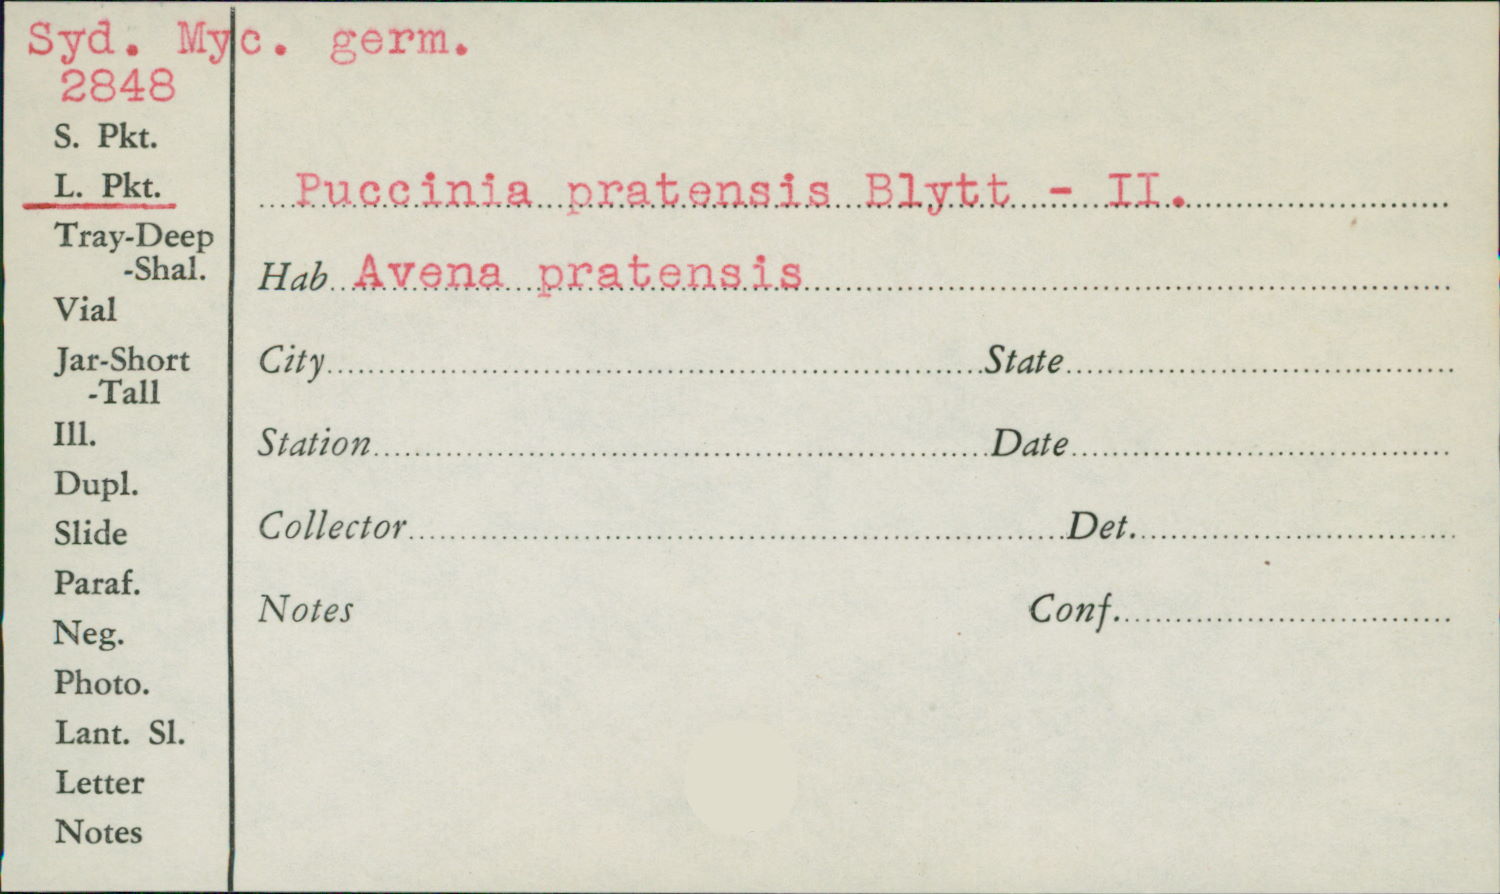 Syd. Myc. germ.
2848
S. Pkt.
L. Pkt.
Tray-Deep
-Shal.
Vial
Jar-Short
-Tall
Ill.
Dupl.
Slide
Paraf.
Neg.
Photo.
Lant. Sl.
Letter
Notes
Puccinia pratensis Blytt - II.
Hab. Avena pratensis
City State
Station Date
Collector Det.
Notes Conf.